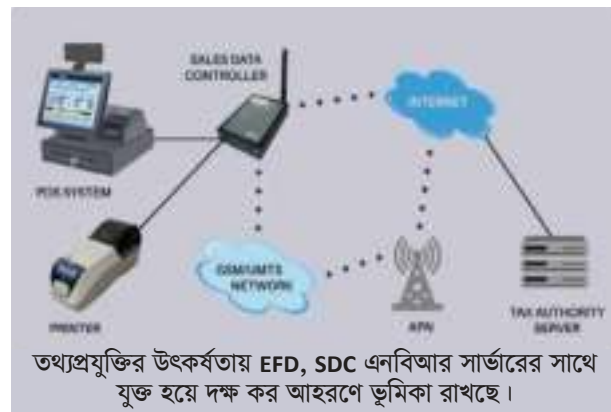 SALES DATA
CONTROLLER
INTERNET
POS SYSTEM
GSM/UMTS
NETWORK
PRINTER
APN
TAX AUTHORITY
SERVER
তথ্যপ্রযুক্তির উৎকর্ষতায় EFD, SDC এনবিআর সার্ভারের সাথে
যুক্ত হয়ে দক্ষ কর আহরণে ভূমিকা রাখছে।